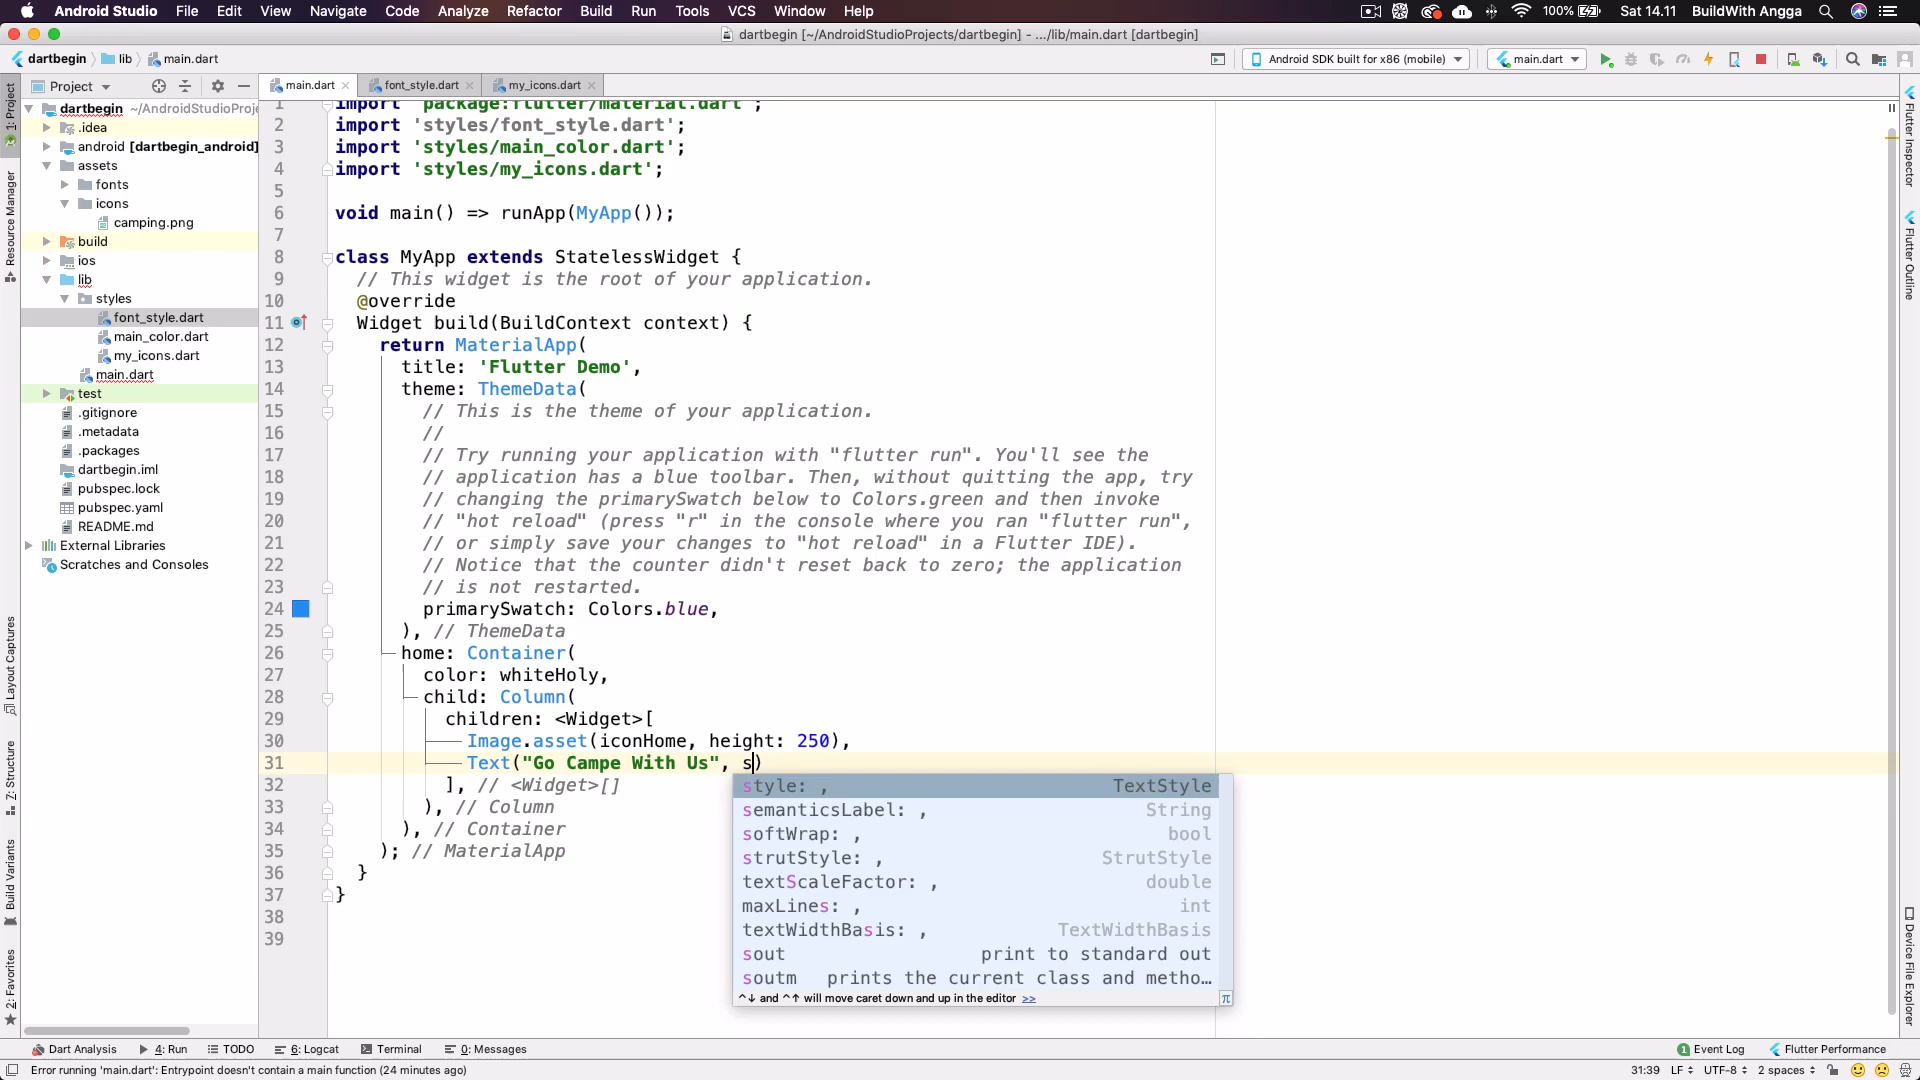 Android Studio File Edit View Navigate Code Analyze Refactor Build Run Tools VCS Window Help 100% Sat 14.11 BuildWith Angga
dartbegin [~/AndroidStudioProjects/dartbegin] - .../lib/main.dart [dartbegin]
dartbegin lib main.dart Android SDK built for x86 (mobile) main.dart
Project main.dart font_style.dart my_icons.dart
1: Project
Resource Manager
Layout Captures
Z: Structure
Build Variants
2: Favorites
dartbegin ~/AndroidStudioProje
.idea
android [dartbegin_android]
assets
fonts
icons
camping.png
build
ios
lib
styles
font_style.dart
main_color.dart
my_icons.dart
main.dart
test
.gitignore
.metadata
.packages
dartbegin.iml
pubspec.lock
pubspec.yaml
README.md
External Libraries
Scratches and Consoles
1 import 'package:flutter/material.dart';
2 import 'styles/font_style.dart';
3 import 'styles/main_color.dart';
4 import 'styles/my_icons.dart';
5
6 void main() => runApp(MyApp());
7
8 class MyApp extends StatelessWidget {
9 // This widget is the root of your application.
10 @override
11 Widget build(BuildContext context) {
12 return MaterialApp(
13 title: 'Flutter Demo',
14 theme: ThemeData(
15 // This is the theme of your application.
16 //
17 // Try running your application with "flutter run". You'll see the
18 // application has a blue toolbar. Then, without quitting the app, try
19 // changing the primarySwatch below to Colors.green and then invoke
20 // "hot reload" (press "r" in the console where you ran "flutter run",
21 // or simply save your changes to "hot reload" in a Flutter IDE).
22 // Notice that the counter didn't reset back to zero; the application
23 // is not restarted.
24 primarySwatch: Colors.blue,
25 ), // ThemeData
26 home: Container(
27 color: whiteHoly,
28 child: Column(
29 children: <Widget>[
30 Image.asset(iconHome, height: 250),
31 Text("Go Campe With Us", s)
32 ], // <Widget>[]
33 ), // Column
34 ), // Container
35 ); // MaterialApp
36 }
37 }
38
39
style: , TextStyle
semanticsLabel: , String
softWrap: , bool
strutStyle: , StrutStyle
textScaleFactor: , double
maxLines: , int
textWidthBasis: , TextWidthBasis
sout print to standard out
soutm prints the current class and metho…
^↓ and ^↑ will move caret down and up in the editor >> π
Flutter Inspector
Flutter Outline
Device File Explorer
Dart Analysis 4: Run TODO 6: Logcat Terminal 0: Messages 1 Event Log Flutter Performance
Error running 'main.dart': Entrypoint doesn't contain a main function (24 minutes ago) 31:39 LF UTF-8 2 spaces